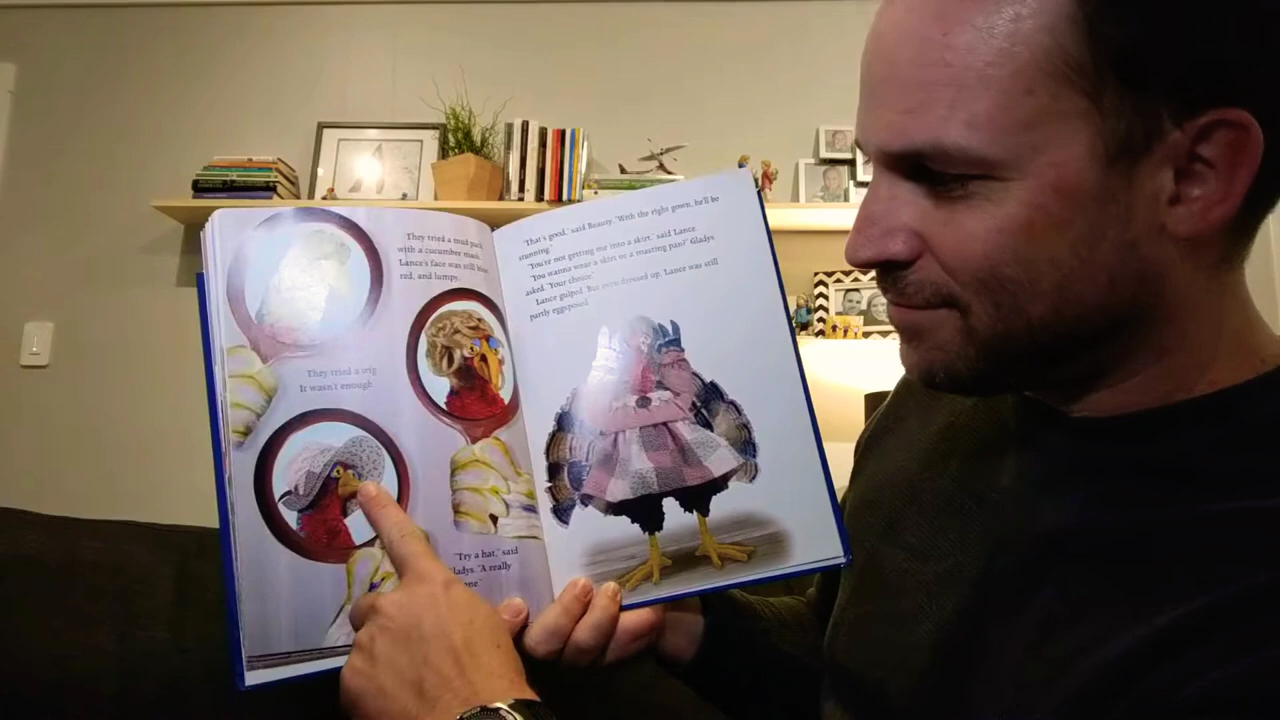 They tried a mud pack
with a cucumber mask.
Lance's face was still blue,
red, and lumpy.
They tried a wig.
It wasn't enough.
"Try a hat," said
Gladys. "A really
one."
"That's good," said Beauty. "With the right gown, he'll be
stunning."
"You're not getting me into a skirt," said Lance.
"You wanna wear a skirt or a roasting pan?" Gladys
asked. "Your choice."
Lance gulped. But even dressed up, Lance was still
partly eggsposed.